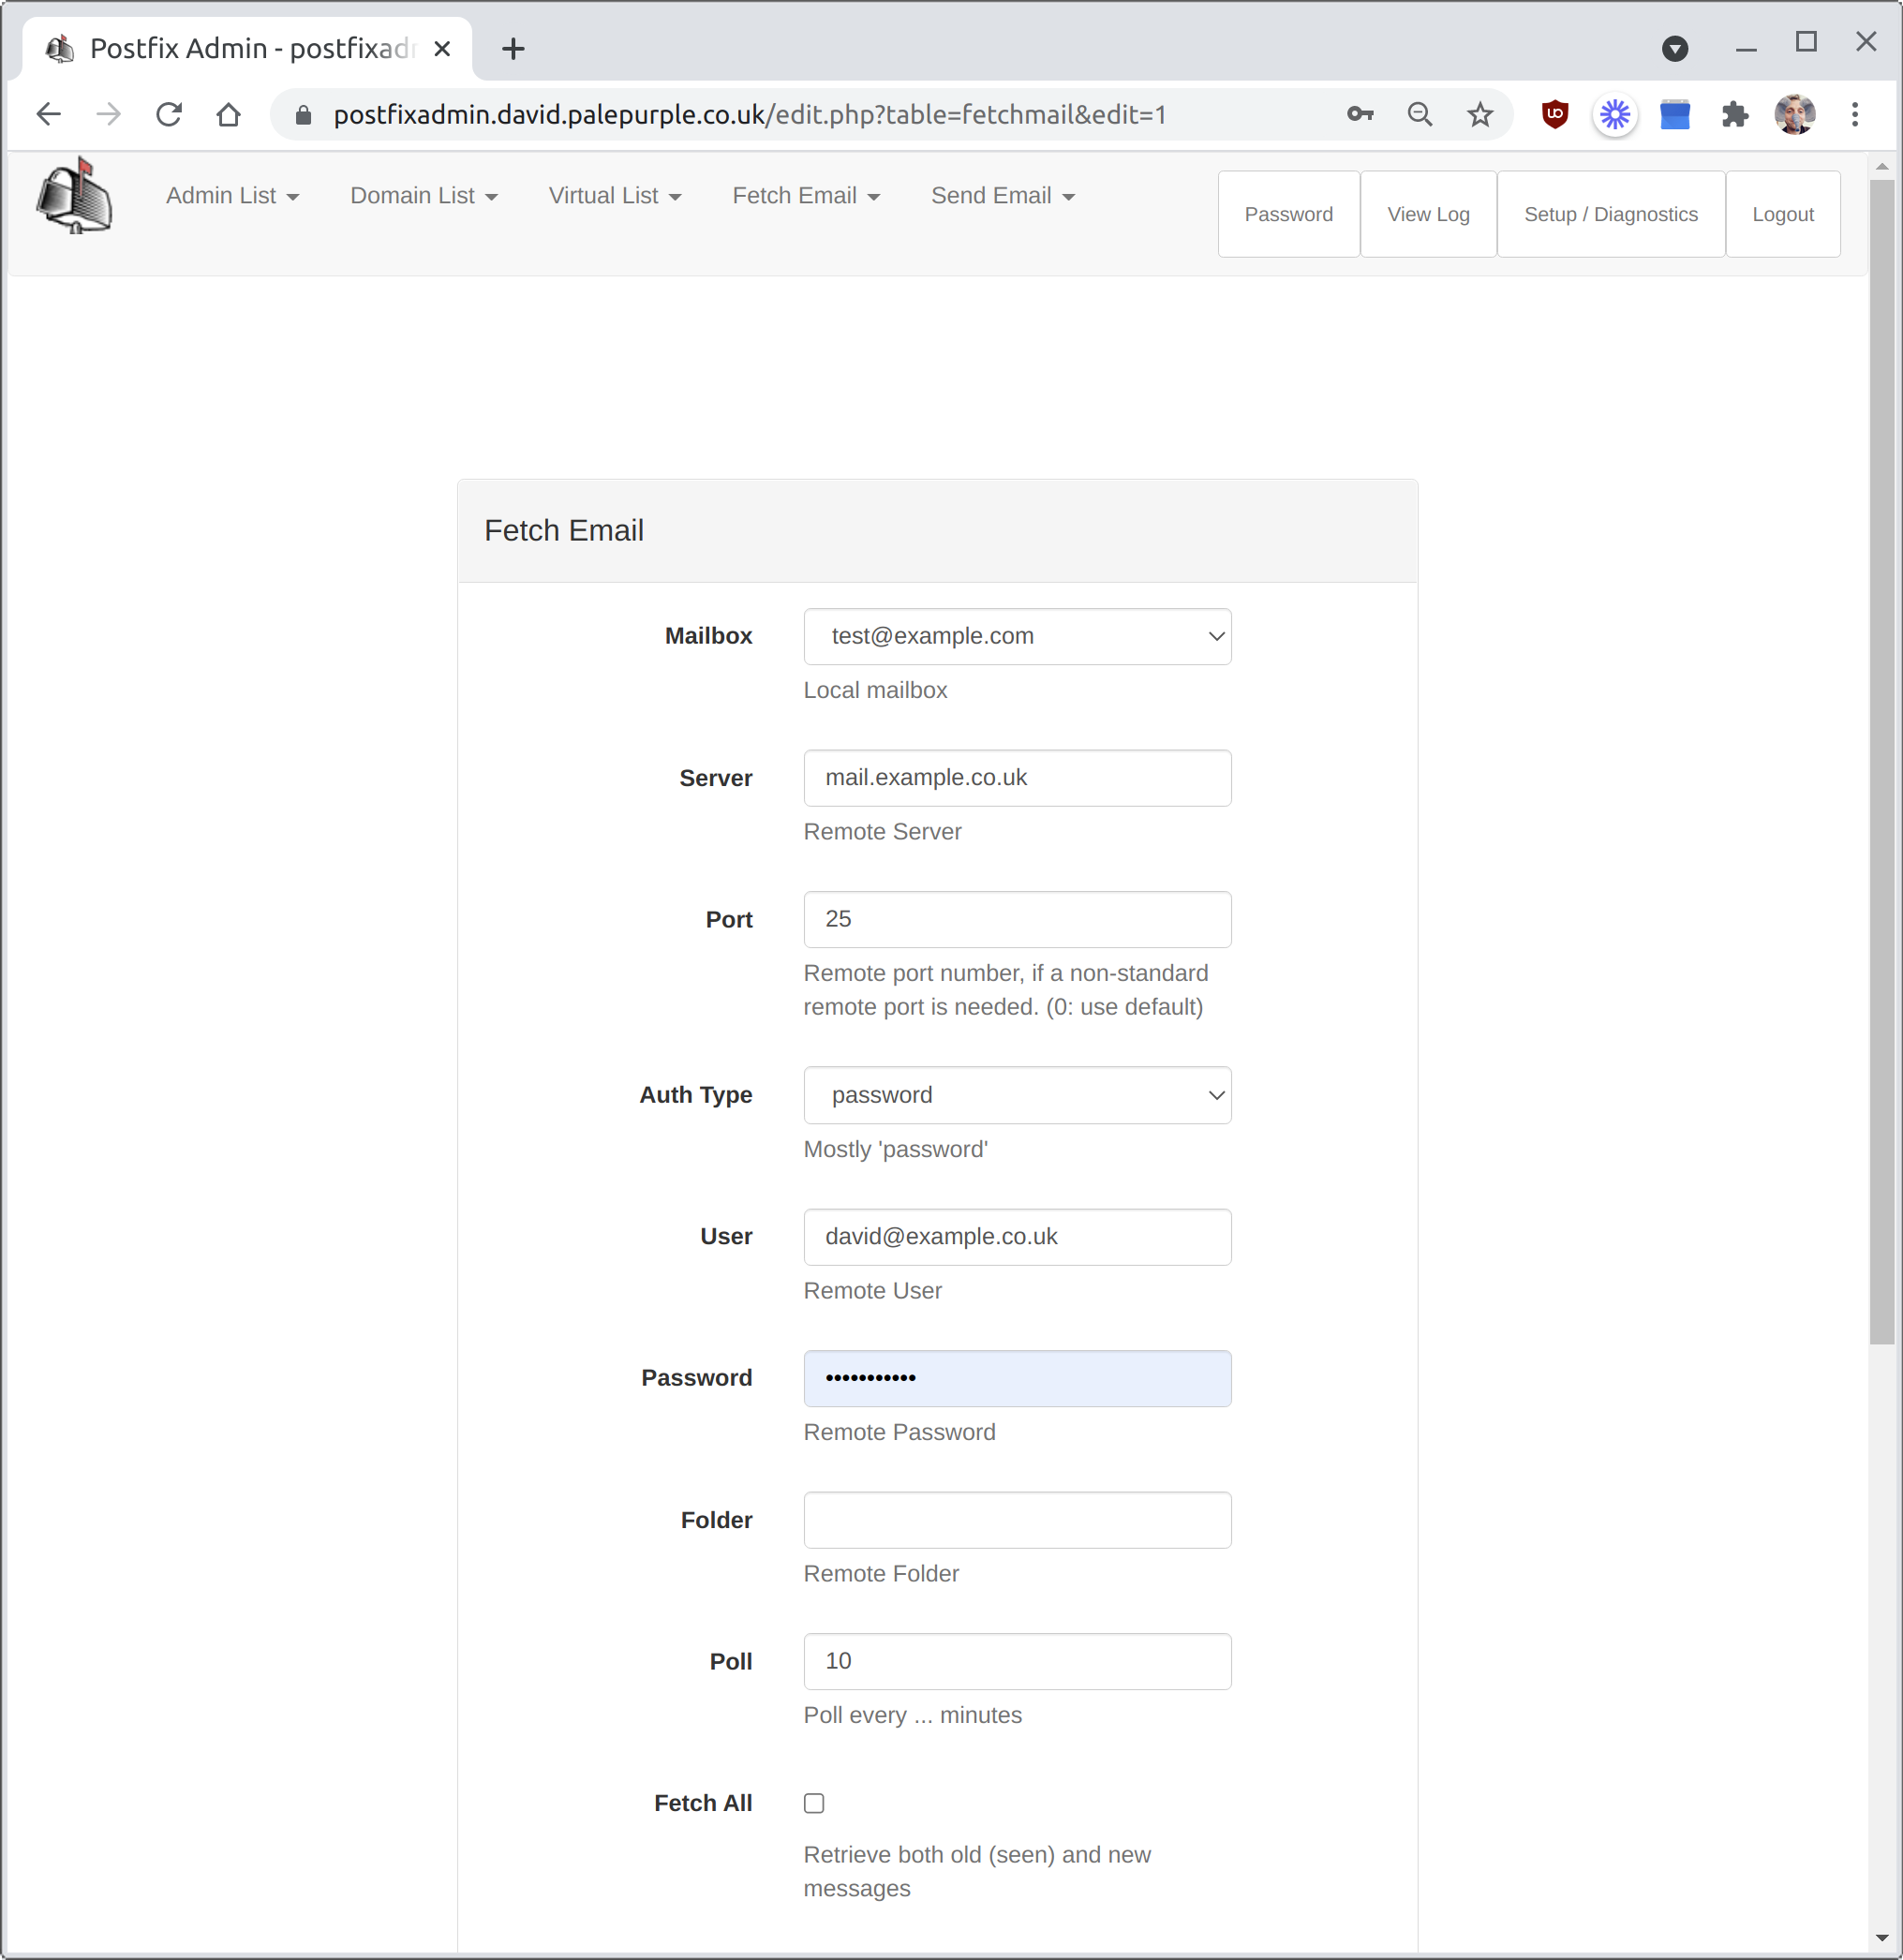 Postfix Admin - postfixadr
postfixadmin.david.palepurple.co.uk/edit.php?table=fetchmail&edit=1
Admin List
Domain List
Virtual List
Fetch Email
Send Email
Password
View Log
Setup / Diagnostics
Logout
Fetch Email
Mailbox
test@example.com
Local mailbox
Server
mail.example.co.uk
Remote Server
Port
25
Remote port number, if a non-standard
remote port is needed. (0: use default)
Auth Type
password
Mostly 'password'
User
david@example.co.uk
Remote User
Password
•••••••••••
Remote Password
Folder
Remote Folder
Poll
10
Poll every ... minutes
Fetch All
Retrieve both old (seen) and new
messages